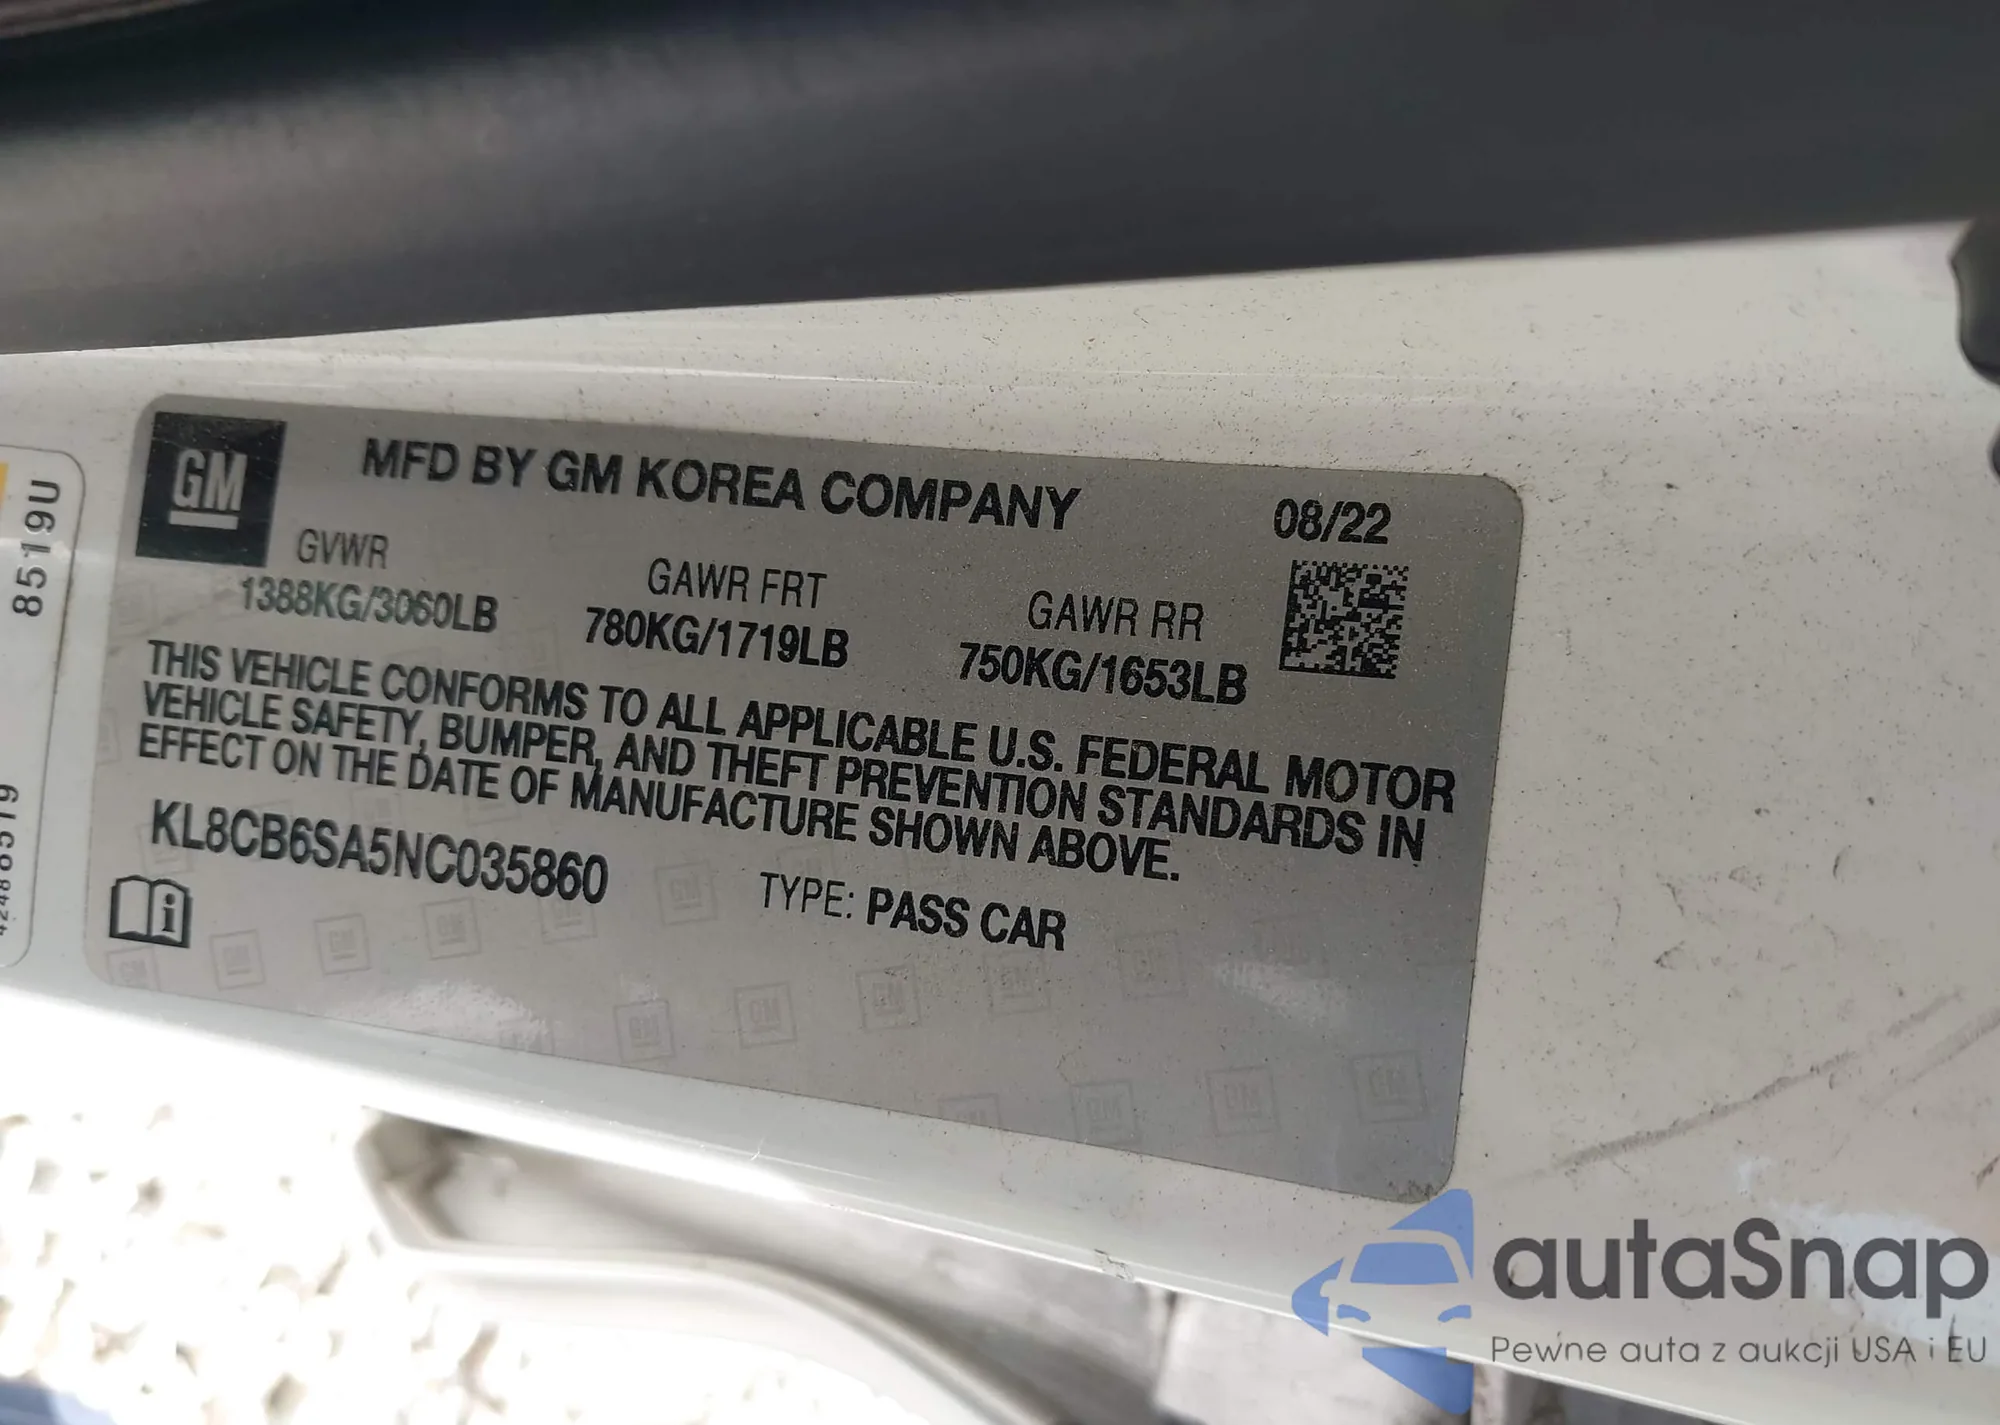 GM
MFD BY GM KOREA COMPANY
08/22
GVWR
1388KG/3060LB
GAWR FRT
780KG/1719LB
GAWR RR
750KG/1653LB
THIS VEHICLE CONFORMS TO ALL APPLICABLE U.S. FEDERAL MOTOR
VEHICLE SAFETY, BUMPER, AND THEFT PREVENTION STANDARDS IN
EFFECT ON THE DATE OF MANUFACTURE SHOWN ABOVE.
KL8CB6SA5NC035860
TYPE: PASS CAR
8519U
autaSnap
Pewne auta z aukcji USA i EU